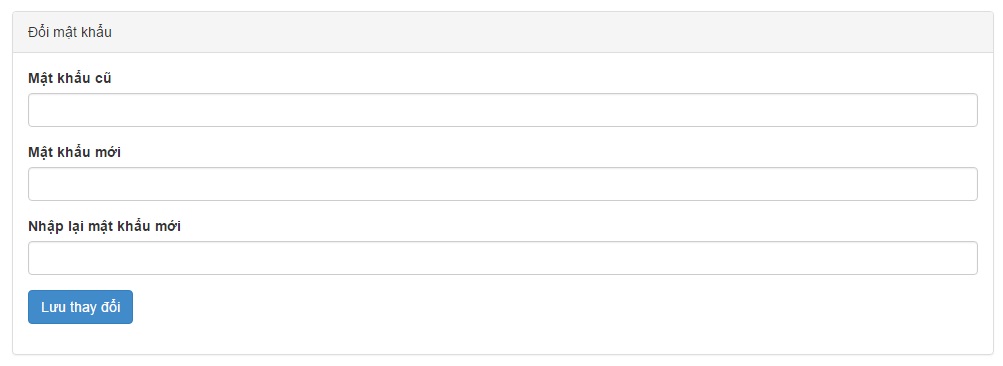 Đổi mật khẩu
Mật khẩu cũ
Mật khẩu mới
Nhập lại mật khẩu mới
Lưu thay đổi